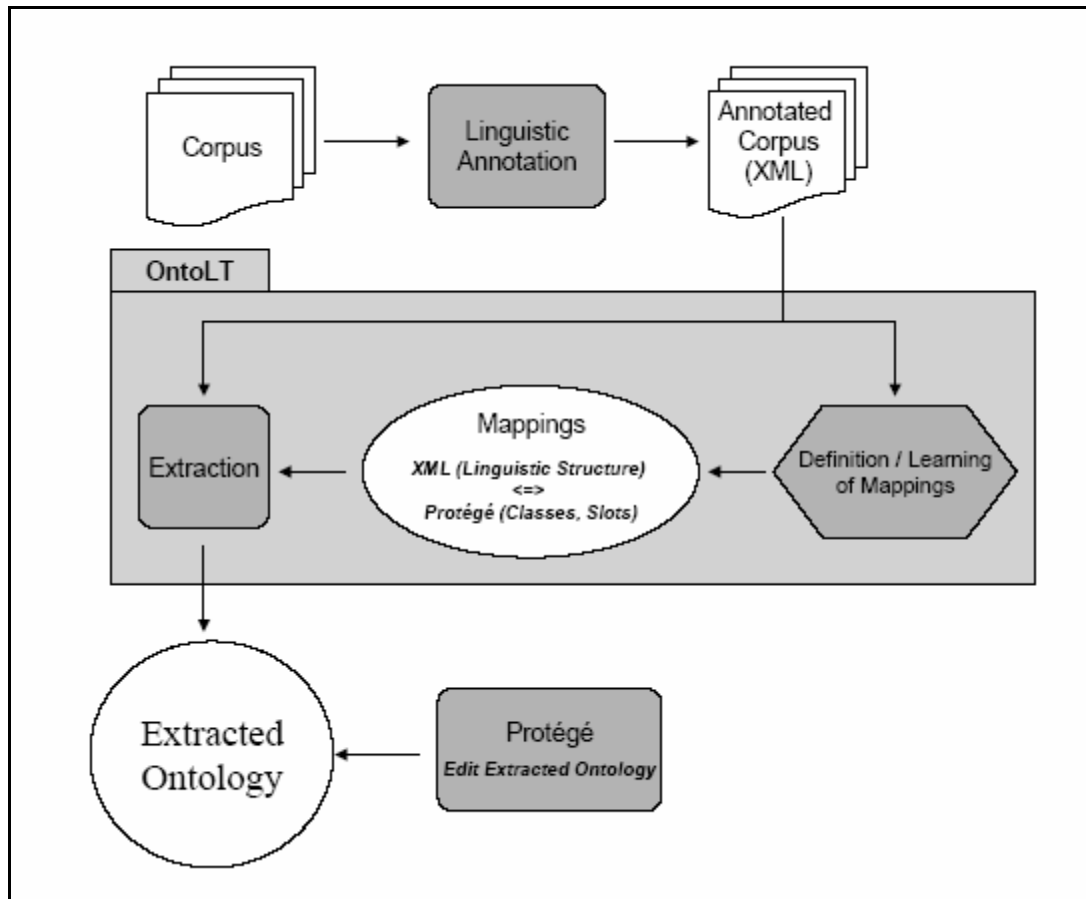 Corpus
Linguistic
Annotation
Annotated
Corpus
(XML)
OntoLT
Extraction
Mappings
XML (Linguistic Structure)
<=>
Protégé (Classes, Slots)
Definition / Learning
of Mappings
Extracted
Ontology
Protégé
Edit Extracted Ontology